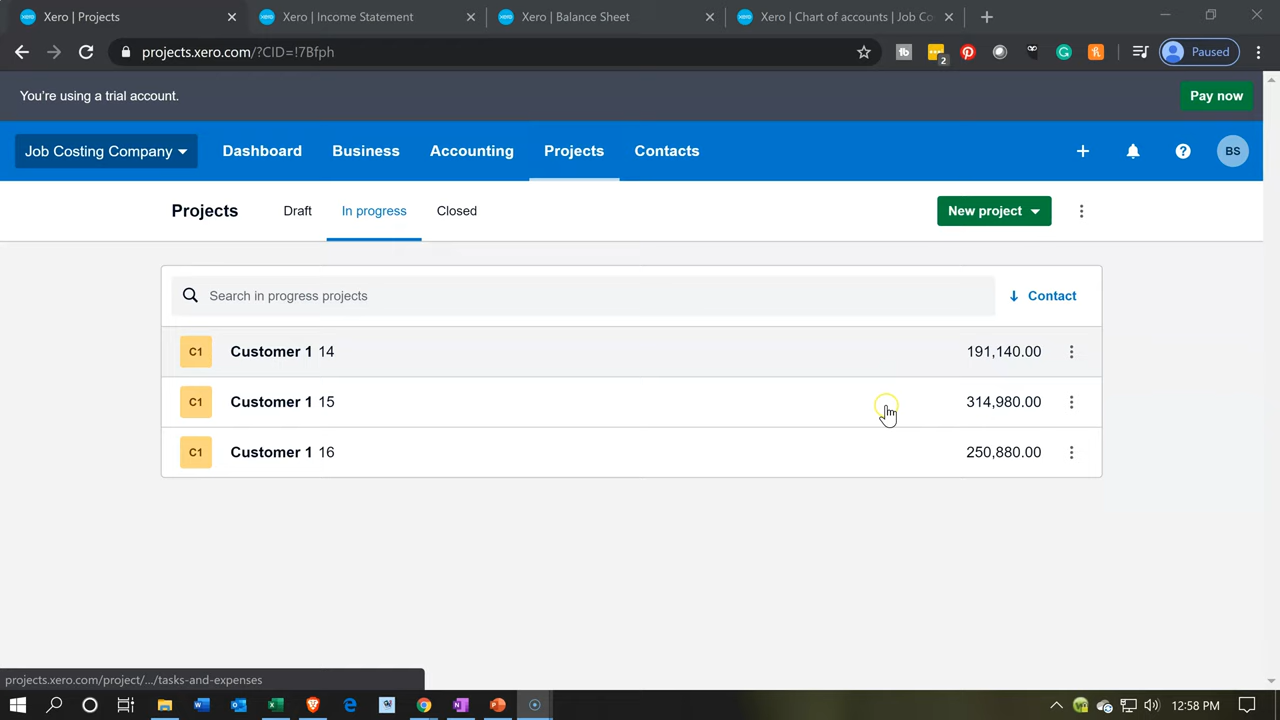 Xero | Projects
Xero | Income Statement
Xero | Balance Sheet
Xero | Chart of accounts | Job Co
projects.xero.com/?CID=!7Bfph
2
Paused
You're using a trial account.
Pay now
Job Costing Company
Dashboard
Business
Accounting
Projects
Contacts
BS
Projects
Draft
In progress
Closed
New project
Search in progress projects
Contact
C1 Customer 1 14 191,140.00
C1 Customer 1 15 314,980.00
C1 Customer 1 16 250,880.00
projects.xero.com/project/.../tasks-and-expenses
12:58 PM